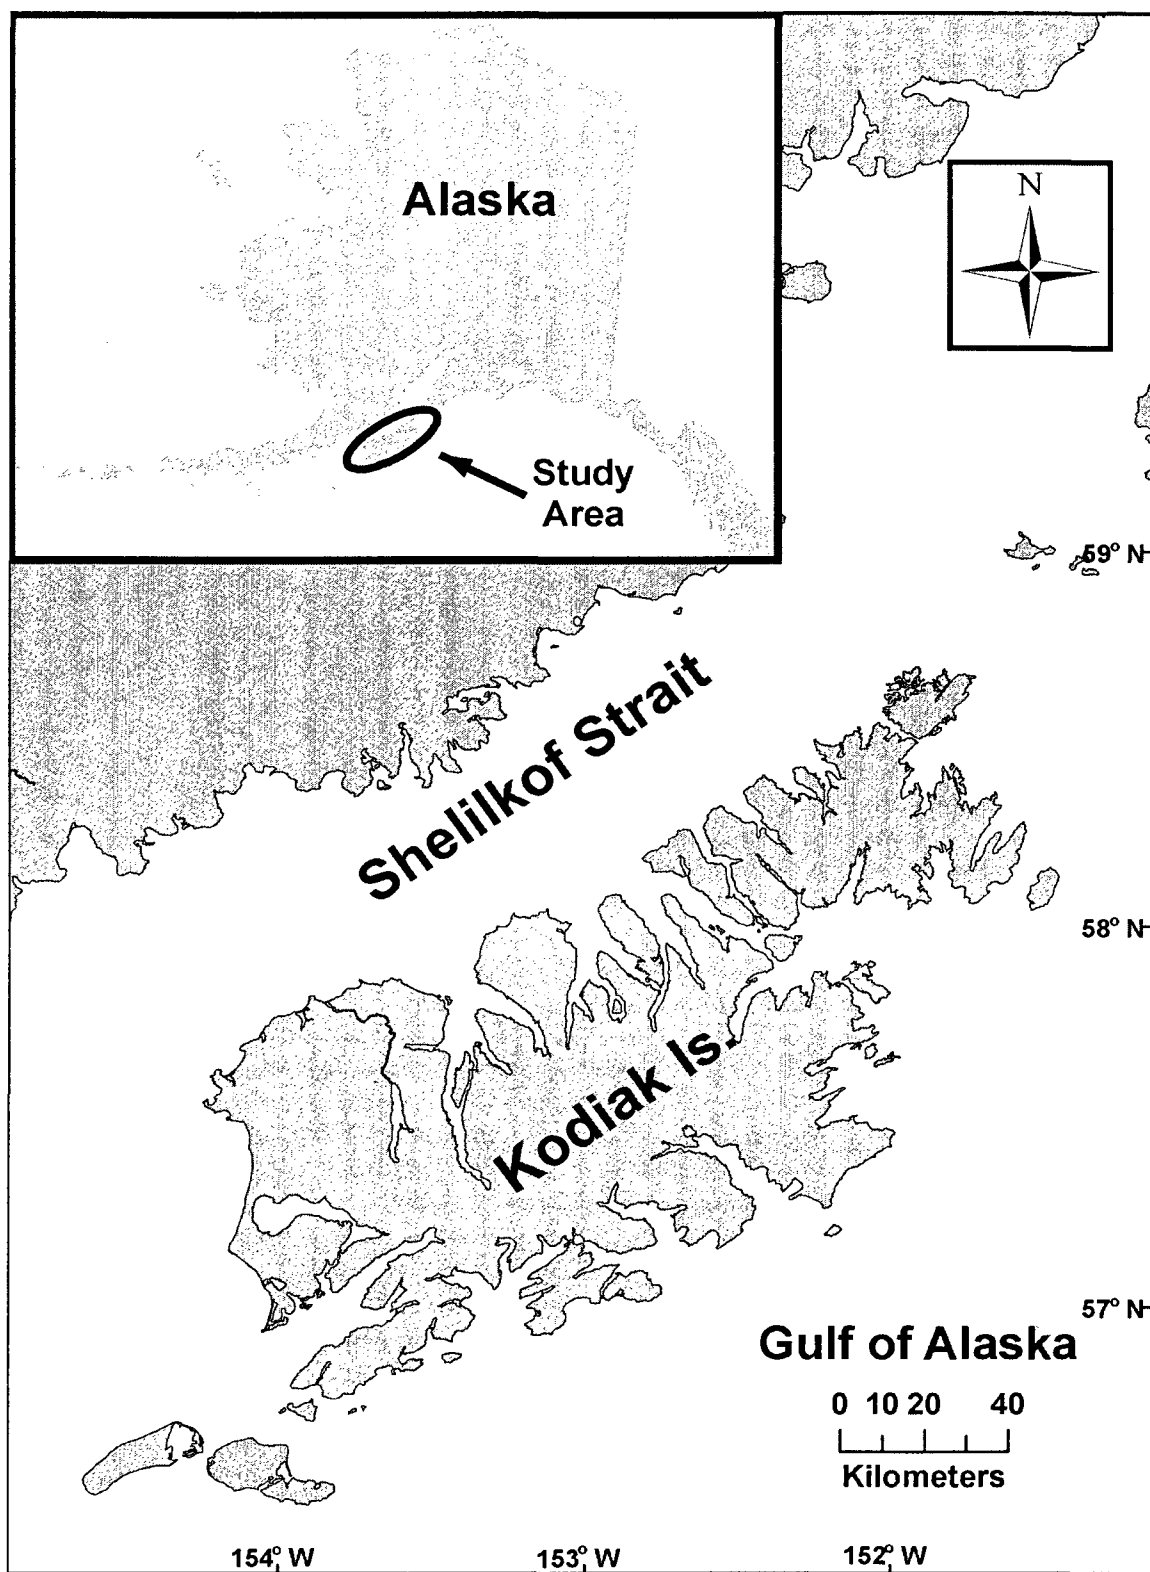 Alaska
N
Study
Area
59° N
Shelilkof Strait
58° N
Kodiak Is.
57° N
Gulf of Alaska
0 10 20 40
Kilometers
154° W
153° W
152° W